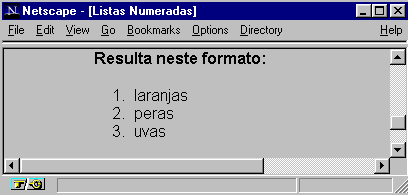 Netscape - [Listas Numeradas]
File Edit View Go Bookmarks Options Directory Help
Resulta neste formato:
1. laranjas
2. peras
3. uvas